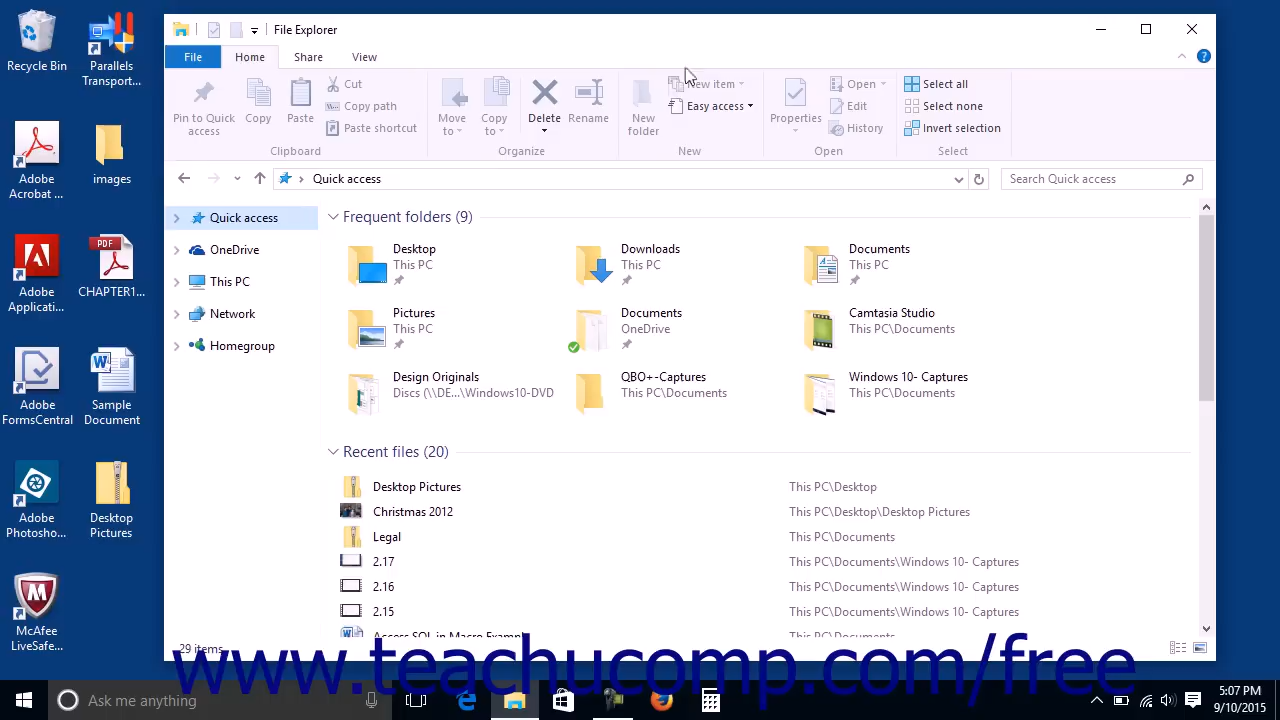 Recycle Bin
Parallels
Transport...
Adobe
Acrobat ...
images
Adobe
Applicati...
PDF
CHAPTER1...
Adobe
FormsCentral
Sample
Document
Adobe
Photosho...
Desktop
Pictures
McAfee
LiveSafe...
File Explorer
File
Home
Share
View
Pin to Quick
access
Copy
Paste
Cut
Copy path
Paste shortcut
Clipboard
Move
to
Copy
to
Delete
Rename
Organize
New
folder
New item
Easy access
New
Properties
Open
Edit
History
Open
Select all
Select none
Invert selection
Select
Quick access
Search Quick access
Quick access
OneDrive
This PC
Network
Homegroup
Frequent folders (9)
Desktop
This PC
Downloads
This PC
Documents
This PC
Pictures
This PC
Documents
OneDrive
Camtasia Studio
This PC\Documents
Design Originals
Discs (\\DE...\Windows10-DVD
QBO+-Captures
This PC\Documents
Windows 10- Captures
This PC\Documents
Recent files (20)
Desktop Pictures This PC\Desktop
Christmas 2012 This PC\Desktop\Desktop Pictures
Legal This PC\Documents
2.17 This PC\Documents\Windows 10- Captures
2.16 This PC\Documents\Windows 10- Captures
2.15 This PC\Documents\Windows 10- Captures
Access SQL in Macro Exampl This PC\Documents
29 items
www.teachucomp.com/free
Ask me anything
5:07 PM
9/10/2015